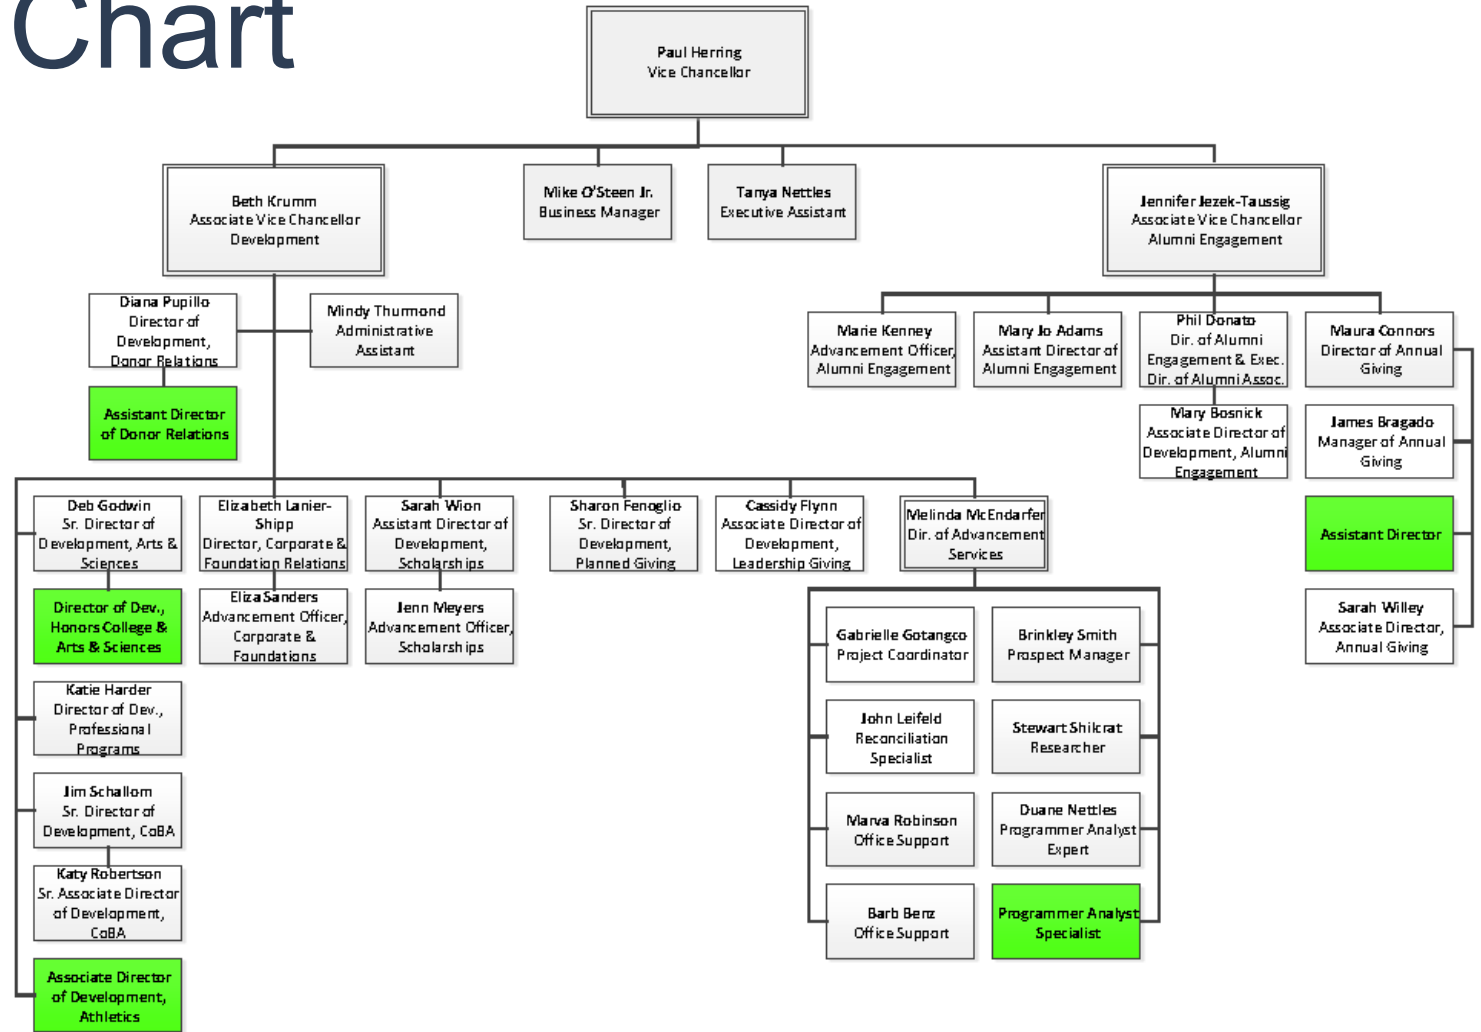 Chart
Paul Herring
Vice Chancellor
Beth Krumm
Associate Vice Chancellor
Development
Mike O'Steen Jr.
Business Manager
Tanya Nettles
Executive Assistant
Jennifer Jezek-Taussig
Associate Vice Chancellor
Alumni Engagement
Diana Pupillo
Director of
Development,
Donor Relations
Mindy Thurmond
Administrative
Assistant
Assistant Director
of Donor Relations
Marie Kenney
Advancement Officer,
Alumni Engagement
Mary Jo Adams
Assistant Director of
Alumni Engagement
Phil Donato
Dir. of Alumni
Engagement & Exec.
Dir. of Alumni Assoc.
Mary Bosnick
Associate Director of
Development, Alumni
Engagement
Maura Connors
Director of Annual
Giving
James Bragado
Manager of Annual
Giving
Assistant Director
Sarah Willey
Associate Director,
Annual Giving
Deb Godwin
Sr. Director of
Development, Arts &
Sciences
Director of Dev.,
Honors College &
Arts & Sciences
Katie Harder
Director of Dev.,
Professional
Programs
Jim Schallom
Sr. Director of
Development, CoBA
Katy Robertson
Sr. Associate Director
of Development,
CoBA
Associate Director
of Development,
Athletics
Elizabeth Lanier-
Shipp
Director, Corporate &
Foundation Relations
Eliza Sanders
Advancement Officer,
Corporate &
Foundations
Sarah Wion
Assistant Director of
Development,
Scholarships
Jenn Meyers
Advancement Officer,
Scholarships
Sharon Fenoglio
Sr. Director of
Development,
Planned Giving
Cassidy Flynn
Associate Director of
Development,
Leadership Giving
Melinda McEndarfer
Dir. of Advancement
Services
Gabrielle Gotangco
Project Coordinator
Brinkley Smith
Prospect Manager
John Leifeld
Reconciliation
Specialist
Stewart Shilcrat
Researcher
Marva Robinson
Office Support
Duane Nettles
Programmer Analyst
Expert
Barb Benz
Office Support
Programmer Analyst
Specialist